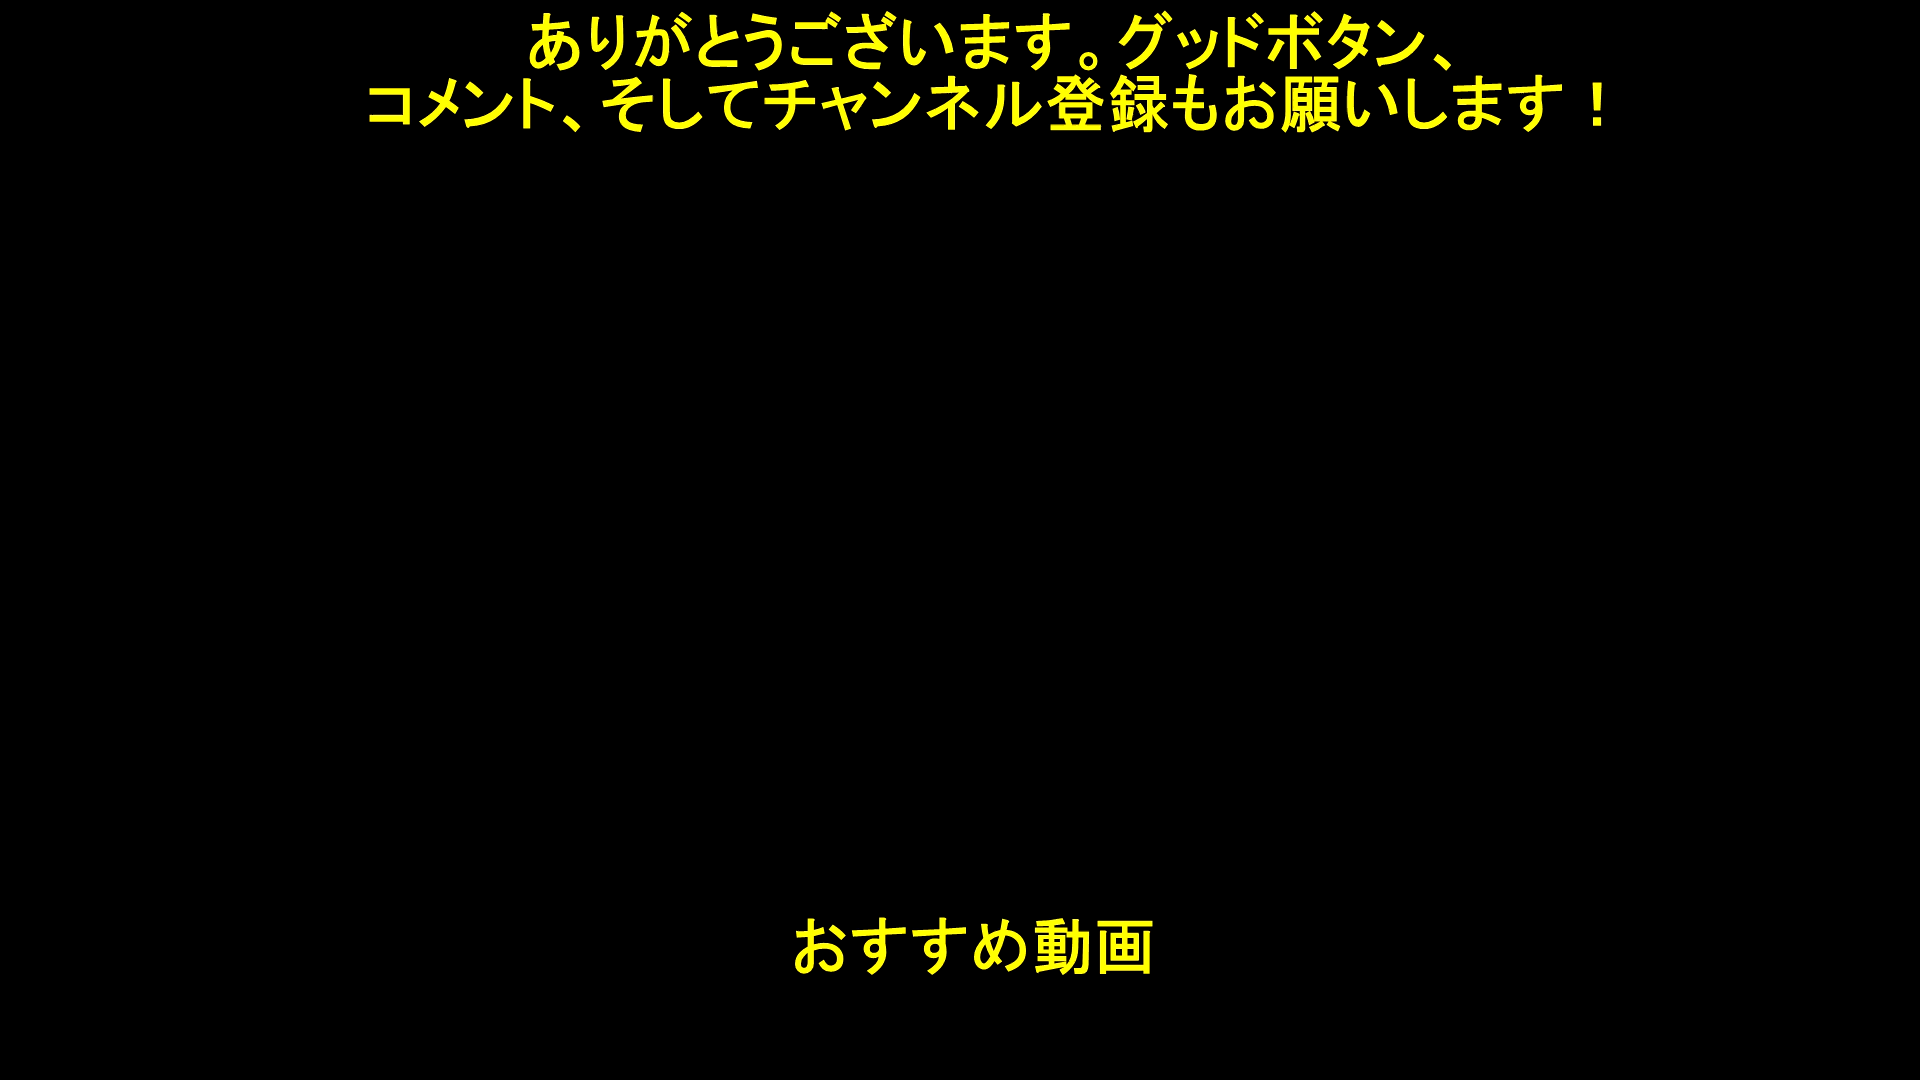 ありがとうございます。グッドボタン、
コメント、そしてチャンネル登録もお願いします！
おすすめ動画